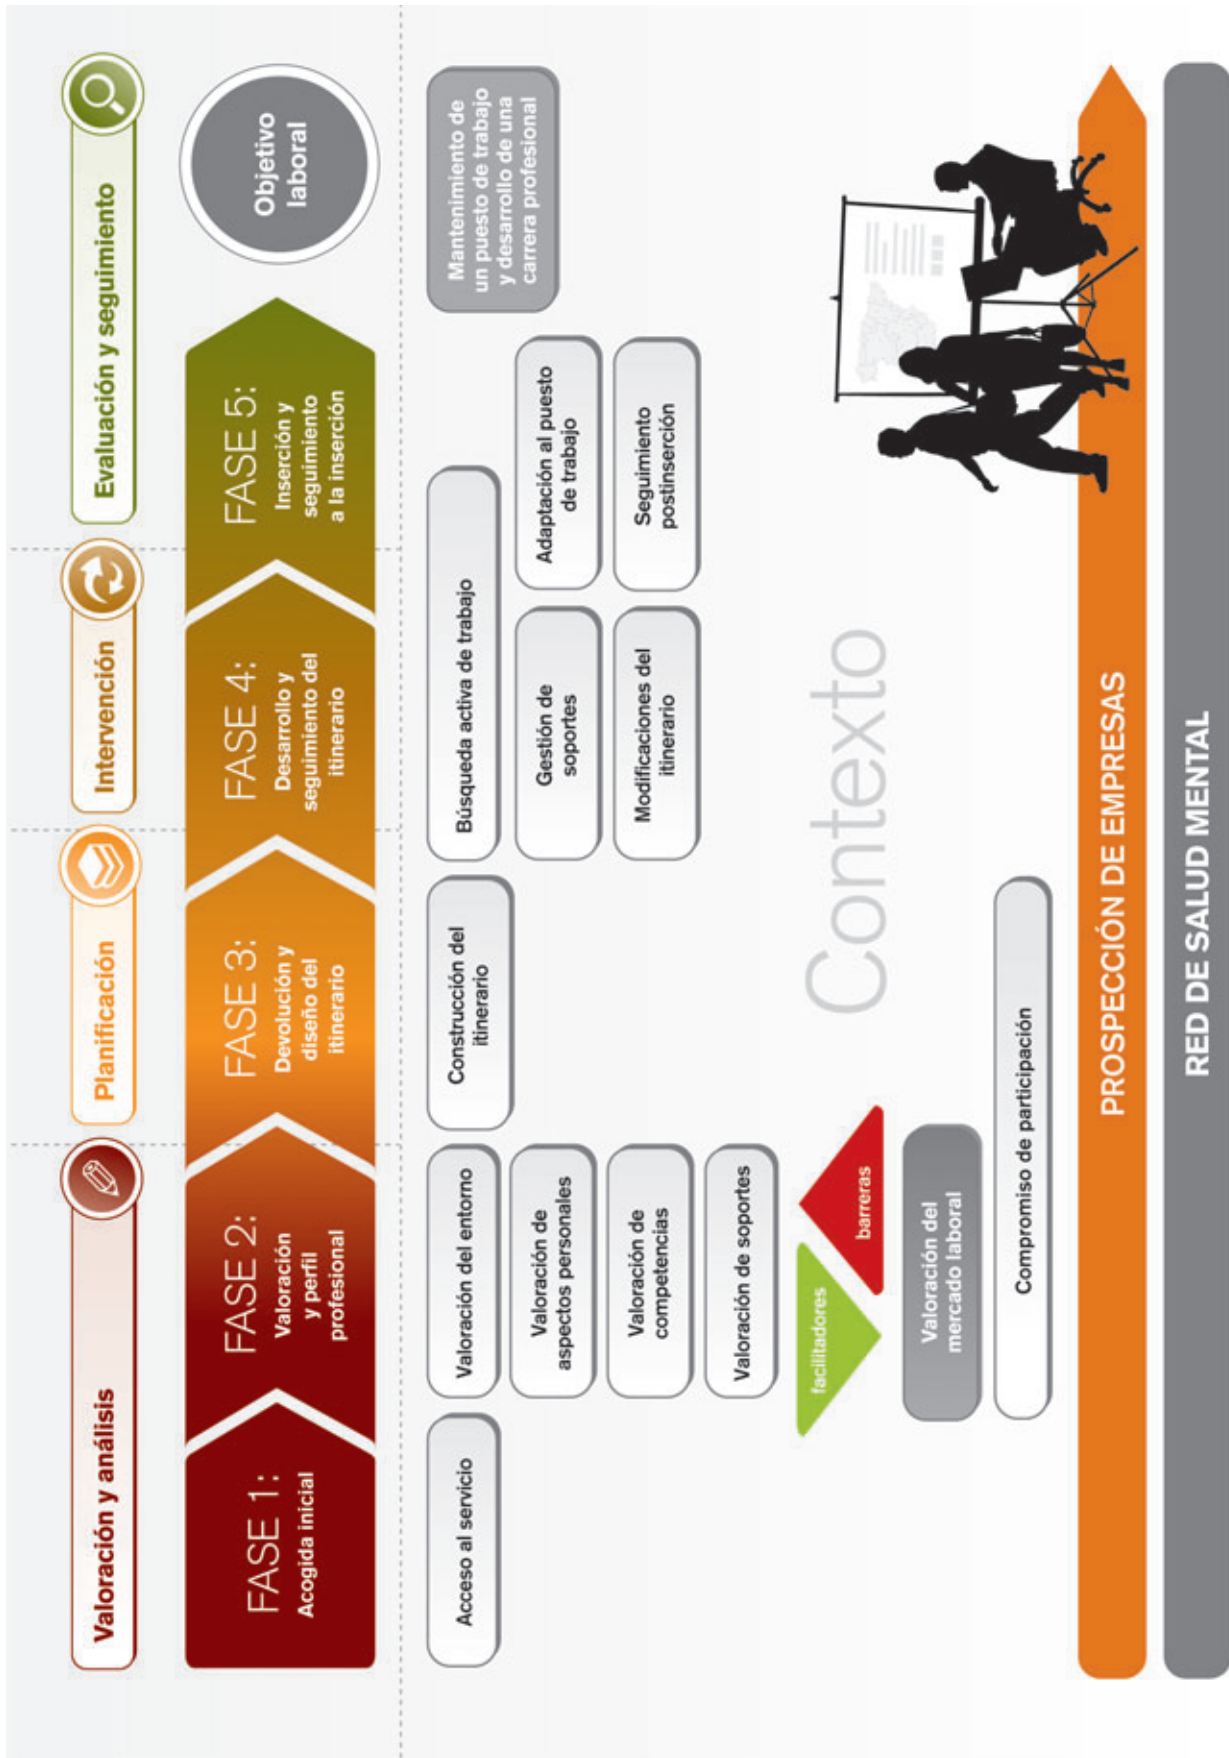 Valoración y análisis
Planificación
Intervención
Evaluación y seguimiento
FASE 1:
Acogida inicial
FASE 2:
Valoración
y perfil
profesional
FASE 3:
Devolución y
diseño del
itinerario
FASE 4:
Desarrollo y
seguimiento del
itinerario
FASE 5:
Inserción y
seguimiento
a la inserción
Objetivo
laboral
Acceso al servicio
Valoración del entorno
Valoración de
aspectos personales
Valoración de
competencias
Valoración de soportes
facilitadores
barreras
Valoración del
mercado laboral
Compromiso de participación
Construcción del
itinerario
Búsqueda activa de trabajo
Gestión de
soportes
Adaptación al puesto
de trabajo
Modificaciones del
itinerario
Seguimiento
postinserción
Mantenimiento de
un puesto de trabajo
y desarrollo de una
carrera profesional
Contexto
PROSPECCIÓN DE EMPRESAS
RED DE SALUD MENTAL